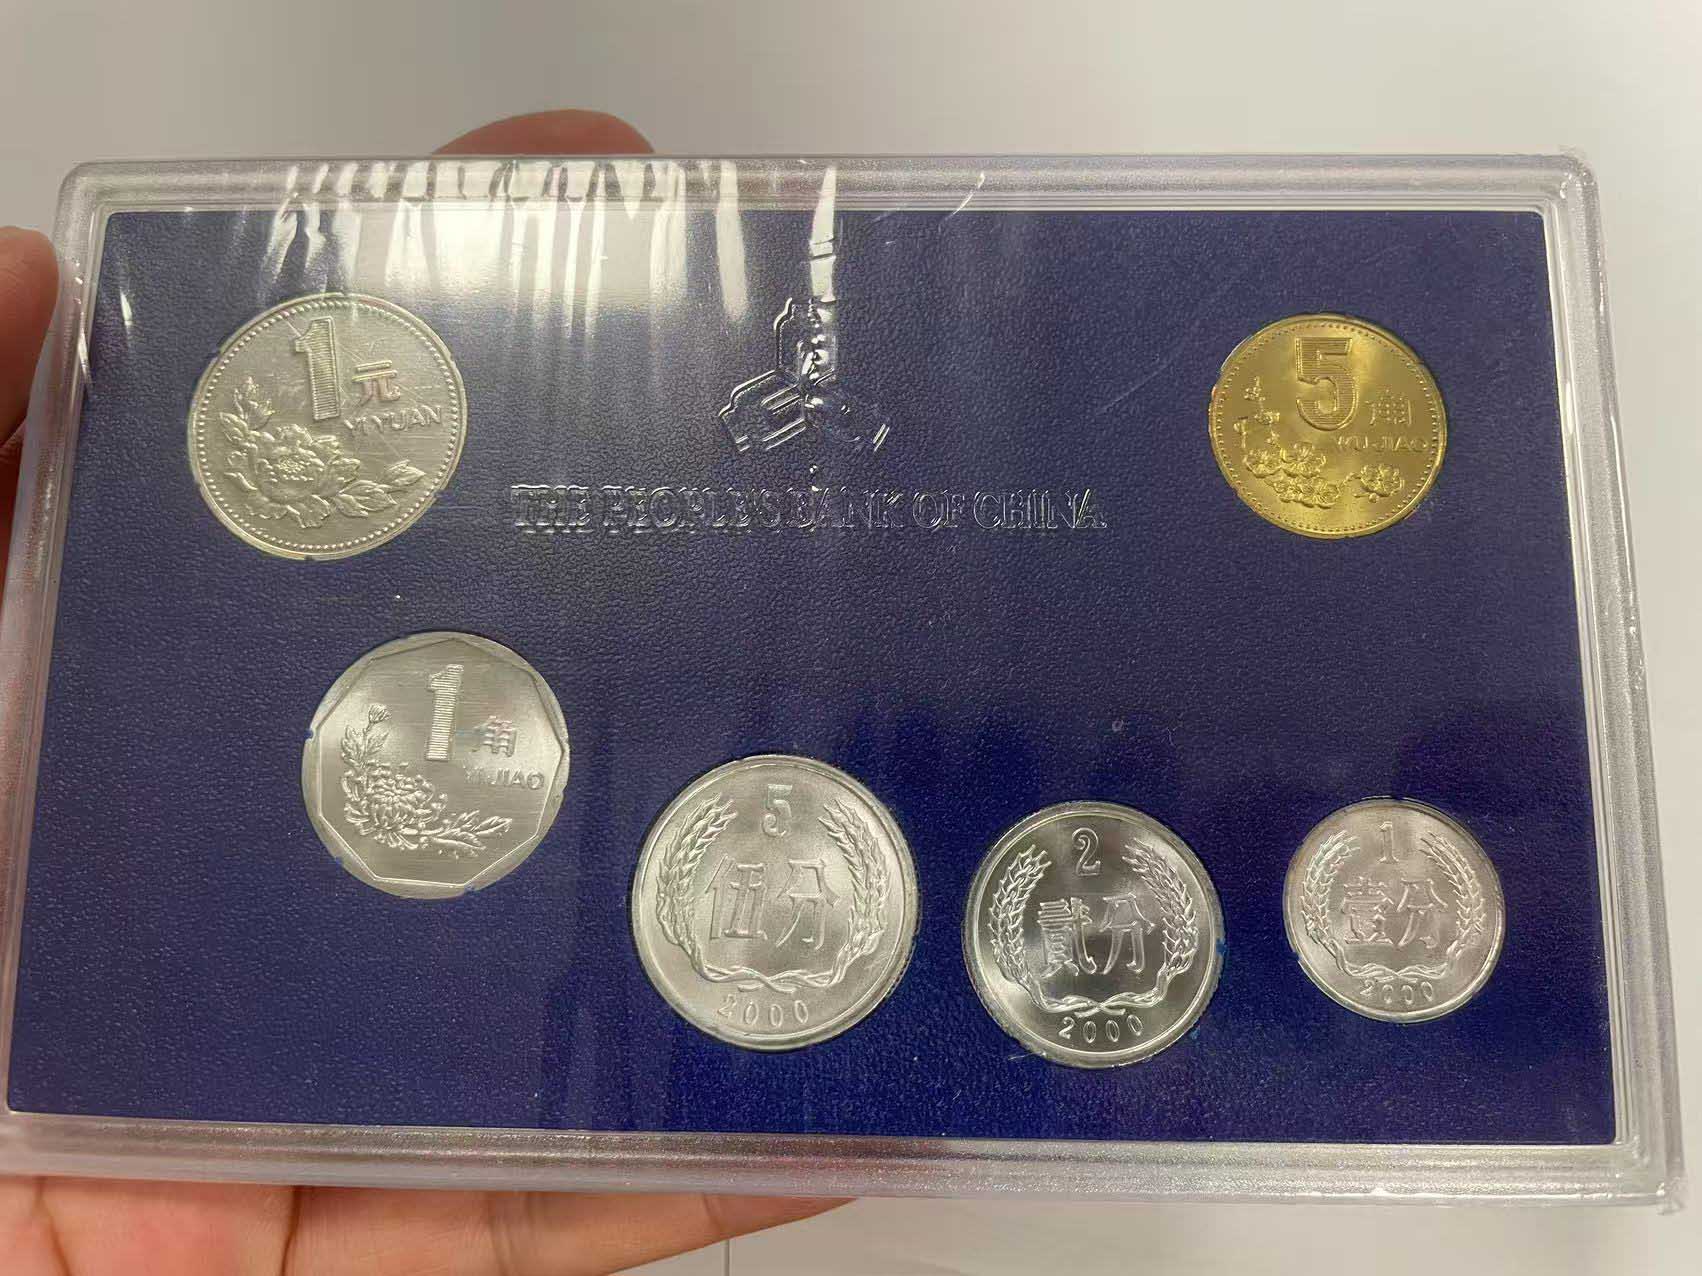 1元
YI YUAN
5角
WU JIAO
THE PEOPLE'S BANK OF CHINA
1角
YI JIAO
5
伍分
2000
2
贰分
2000
1
壹分
2000